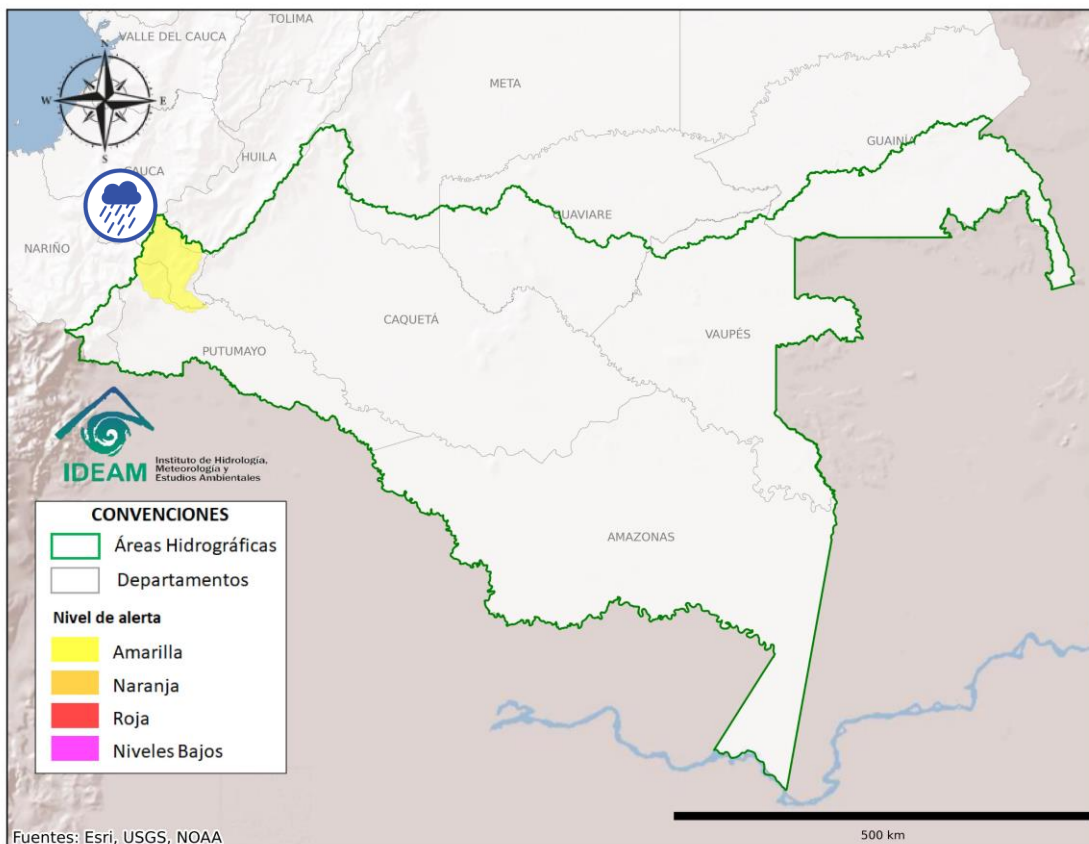 TOLIMA
VALLE DEL CAUCA
N
W
E
S
META
HUILA
CAUCA
GUAINÍA
GUAVIARE
NARIÑO
CAQUETÁ
VAUPÉS
PUTUMAYO
IDEAM
Instituto de Hidrología,
Meteorología y
Estudios Ambientales
CONVENCIONES
Áreas Hidrográficas
Departamentos
Nivel de alerta
Amarilla
Naranja
Roja
Niveles Bajos
AMAZONAS
500 km
Fuentes: Esri, USGS, NOAA